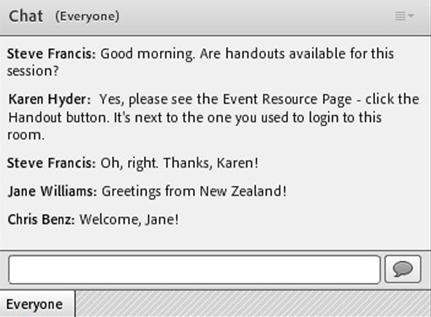 Chat (Everyone)
Steve Francis: Good morning. Are handouts available for this
session?
Karen Hyder: Yes, please see the Event Resource Page - click the
Handout button. It's next to the one you used to login to this
room.
Steve Francis: Oh, right. Thanks, Karen!
Jane Williams: Greetings from New Zealand!
Chris Benz: Welcome, Jane!
Everyone